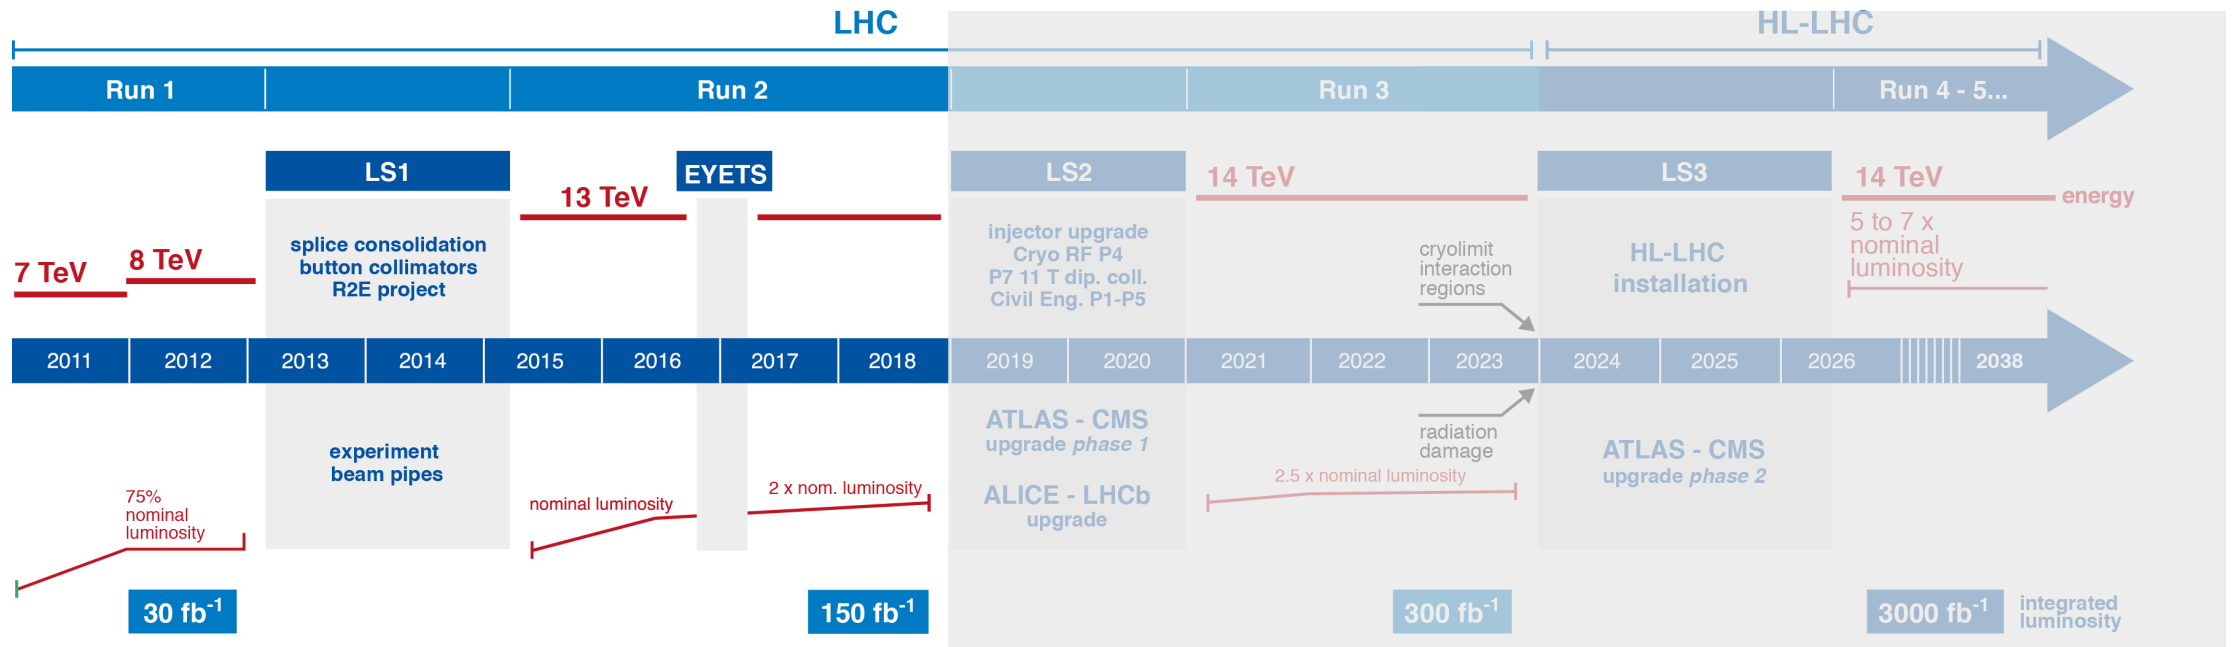 LHC
HL-LHC
Run 1
Run 2
Run 3
Run 4 - 5...
LS1
EYETS
LS2
LS3
13 TeV
14 TeV
14 TeV
energy
7 TeV
8 TeV
splice consolidation
button collimators
R2E project
injector upgrade
Cryo RF P4
P7 11 T dip. coll.
Civil Eng. P1-P5
cryolimit
interaction
regions
HL-LHC
installation
5 to 7 x
nominal
luminosity
2011
2012
2013
2014
2015
2016
2017
2018
2019
2020
2021
2022
2023
2024
2025
2026
2038
experiment
beam pipes
ATLAS - CMS
upgrade phase 1
ALICE - LHCb
upgrade
radiation
damage
ATLAS - CMS
upgrade phase 2
75%
nominal
luminosity
nominal luminosity
2 x nom. luminosity
2.5 x nominal luminosity
30 fb⁻¹
150 fb⁻¹
300 fb⁻¹
3000 fb⁻¹
integrated
luminosity